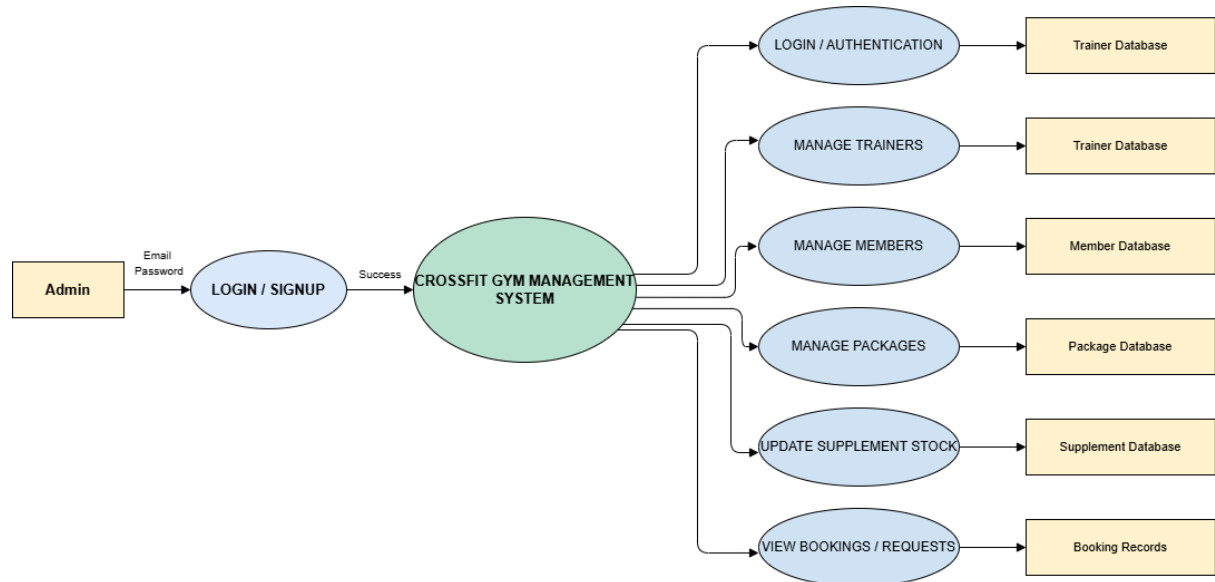 LOGIN / AUTHENTICATION
Trainer Database
MANAGE TRAINERS
Trainer Database
MANAGE MEMBERS
Member Database
Email
Password
Success
Admin
LOGIN / SIGNUP
CROSSFIT GYM MANAGEMENT
SYSTEM
MANAGE PACKAGES
Package Database
UPDATE SUPPLEMENT STOCK
Supplement Database
VIEW BOOKINGS / REQUESTS
Booking Records